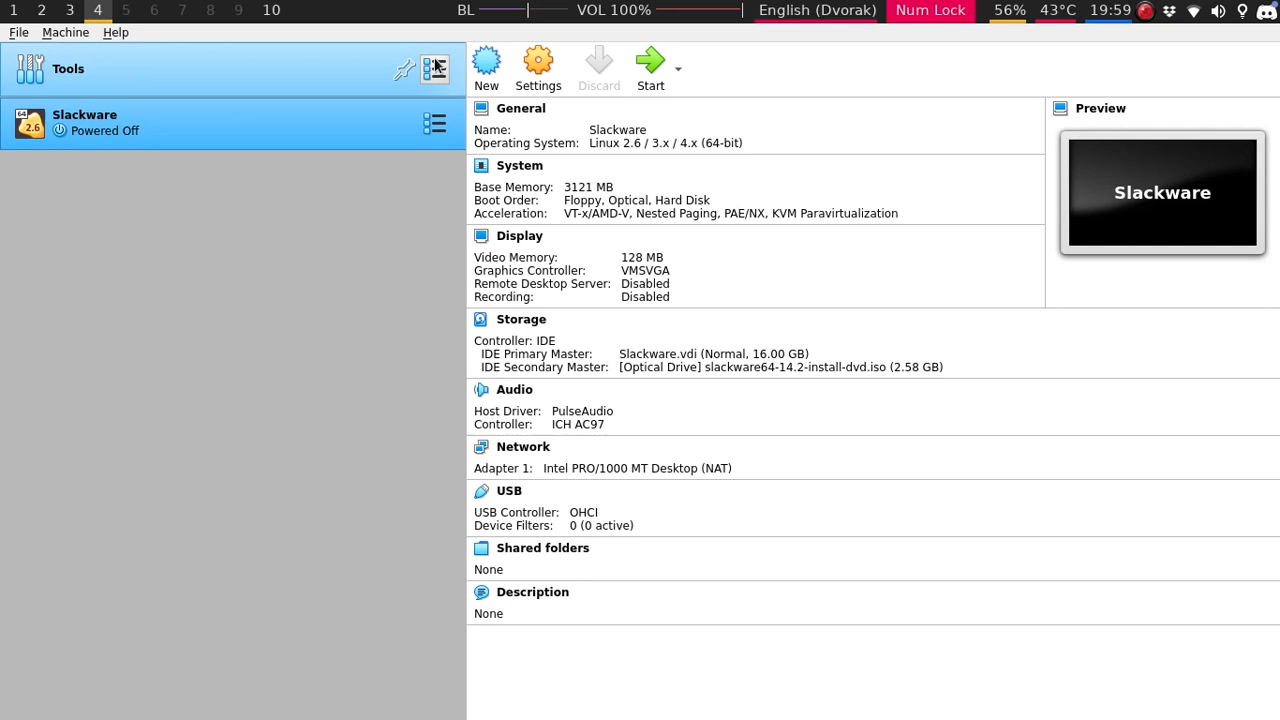 1 2 3 4 5 6 7 8 9 10 BL VOL 100% English (Dvorak) Num Lock 56% 43°C 19:59
File Machine Help
Tools
New Settings Discard Start
Slackware
Powered Off
64
2.6
General
Name: Slackware
Operating System: Linux 2.6 / 3.x / 4.x (64-bit)
System
Base Memory: 3121 MB
Boot Order: Floppy, Optical, Hard Disk
Acceleration: VT-x/AMD-V, Nested Paging, PAE/NX, KVM Paravirtualization
Display
Video Memory: 128 MB
Graphics Controller: VMSVGA
Remote Desktop Server: Disabled
Recording: Disabled
Preview
Slackware
Storage
Controller: IDE
IDE Primary Master: Slackware.vdi (Normal, 16.00 GB)
IDE Secondary Master: [Optical Drive] slackware64-14.2-install-dvd.iso (2.58 GB)
Audio
Host Driver: PulseAudio
Controller: ICH AC97
Network
Adapter 1: Intel PRO/1000 MT Desktop (NAT)
USB
USB Controller: OHCI
Device Filters: 0 (0 active)
Shared folders
None
Description
None